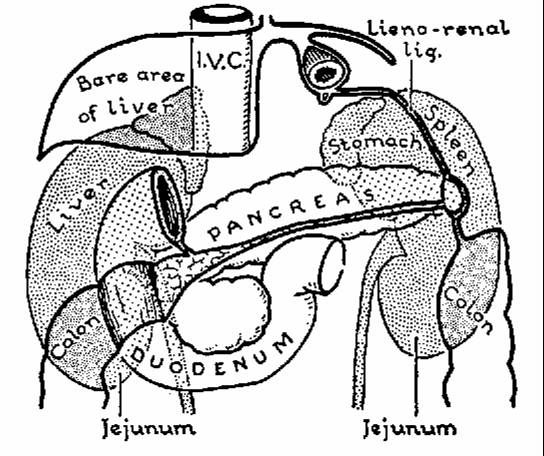 Lieno-renal
lig.
I.V.C.
Bare area
of liver
Spleen
Stomach
Liver
PANCREAS
Colon
Colon
DUODENUM
Jejunum
Jejunum